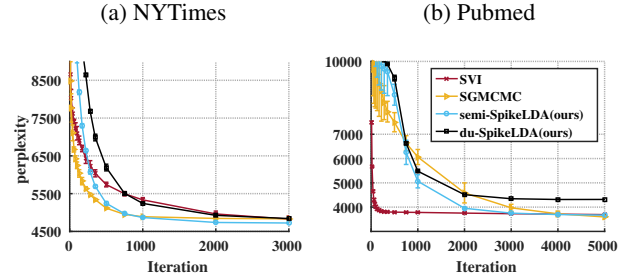 (a) NYTimes
(b) Pubmed
perplexity
8500
7500
6500
5500
4500
0
1000
2000
3000
Iteration
10000
7000
6000
5000
4000
0
1000
2000
3000
4000
5000
Iteration
SVI
SGMCMC
semi-SpikeLDA(ours)
du-SpikeLDA(ours)